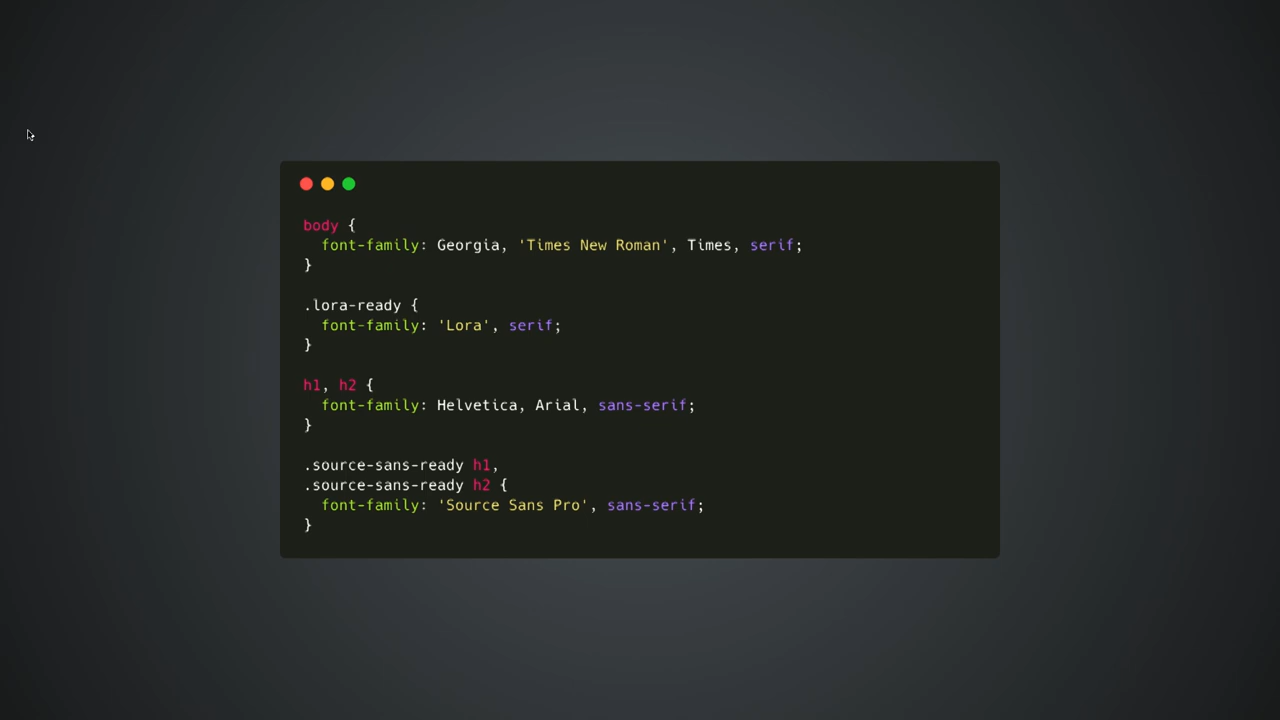 body {
  font-family: Georgia, 'Times New Roman', Times, serif;
}
.lora-ready {
  font-family: 'Lora', serif;
}
h1, h2 {
  font-family: Helvetica, Arial, sans-serif;
}
.source-sans-ready h1,
.source-sans-ready h2 {
  font-family: 'Source Sans Pro', sans-serif;
}